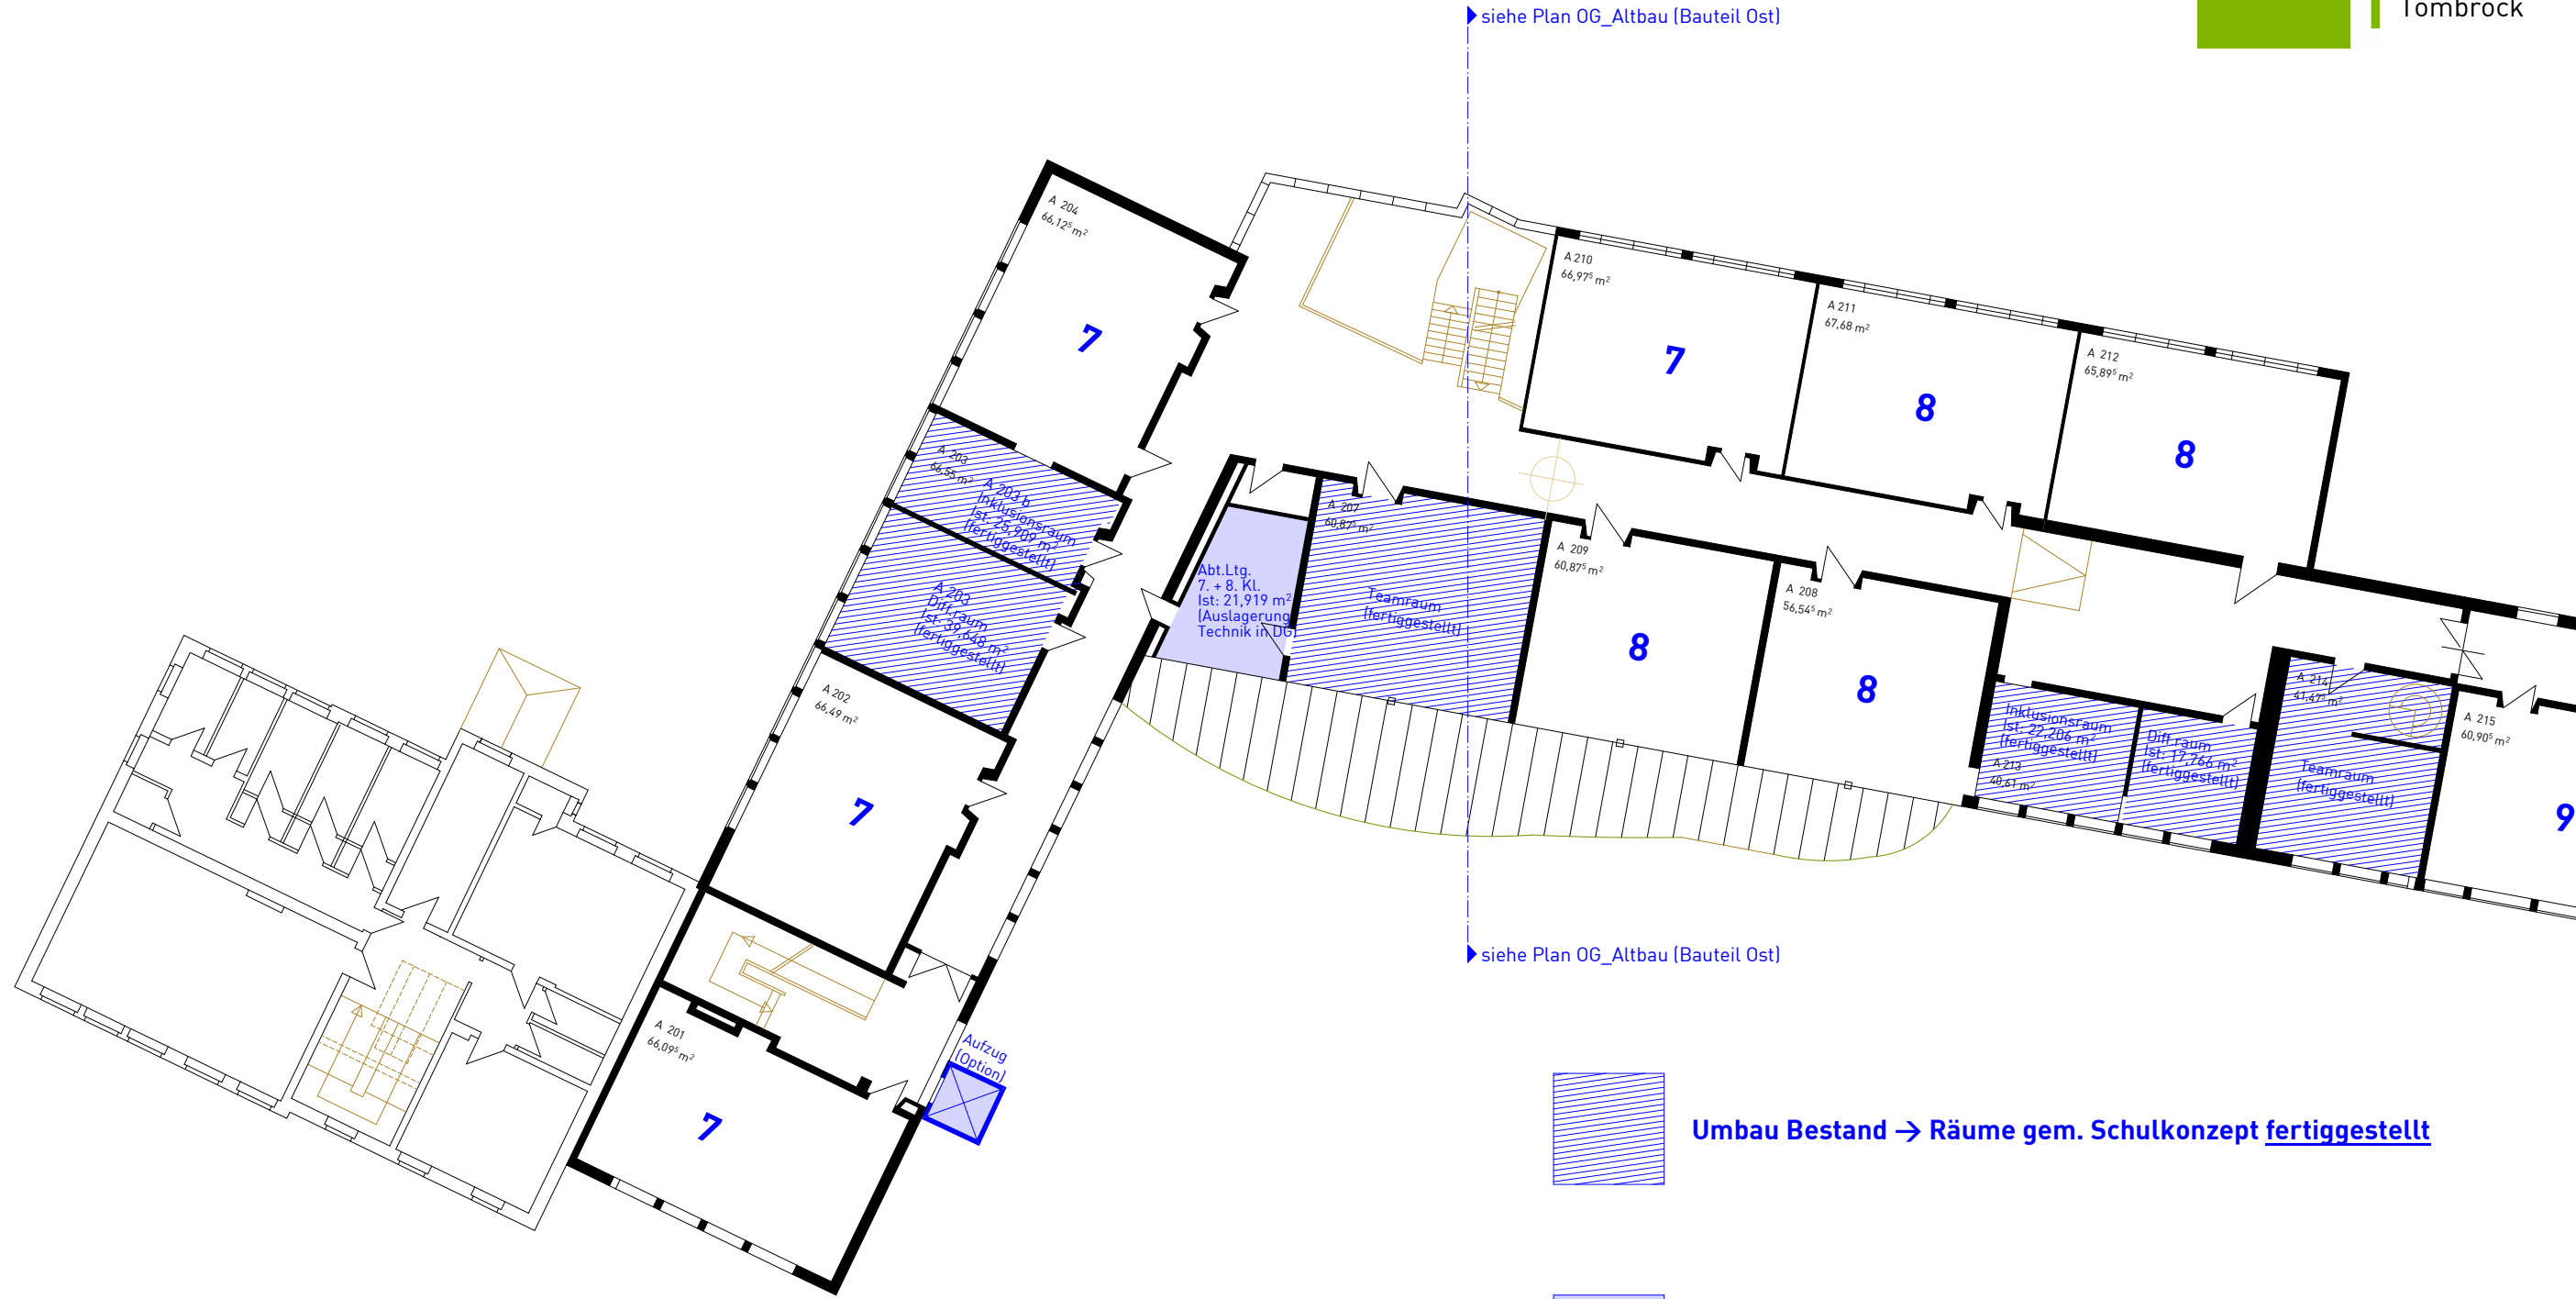 siehe Plan OG_Altbau (Bauteil Ost)
Tombrock
A 204
66,12⁵ m²
7
A 203
66,55 m²
A 203 b
Inklusionsraum
Ist: 25,909 m²
(fertiggestellt)
A 203
Diff.raum
Ist: 39,648 m²
(fertiggestellt)
A 202
66,49 m²
7
A 201
66,09⁵ m²
7
Aufzug
(Option)
Abt.Ltg.
7. + 8. Kl.
Ist: 21,919 m²
(Auslagerung
Technik in DG)
A 207
60,87⁵ m²
Teamraum
(fertiggestellt)
A 210
66,97⁵ m²
7
A 211
67,68 m²
8
A 212
65,89⁵ m²
8
A 209
60,87⁵ m²
8
A 208
56,54⁵ m²
8
Inklusionsraum
Ist: 22,206 m²
(fertiggestellt)
A 213
40,61 m²
Diff.raum
Ist: 17,766 m²
(fertiggestellt)
A 214
41,47⁵ m²
Teamraum
(fertiggestellt)
A 215
60,90⁵ m²
9
siehe Plan OG_Altbau (Bauteil Ost)
Umbau Bestand → Räume gem. Schulkonzept fertiggestellt